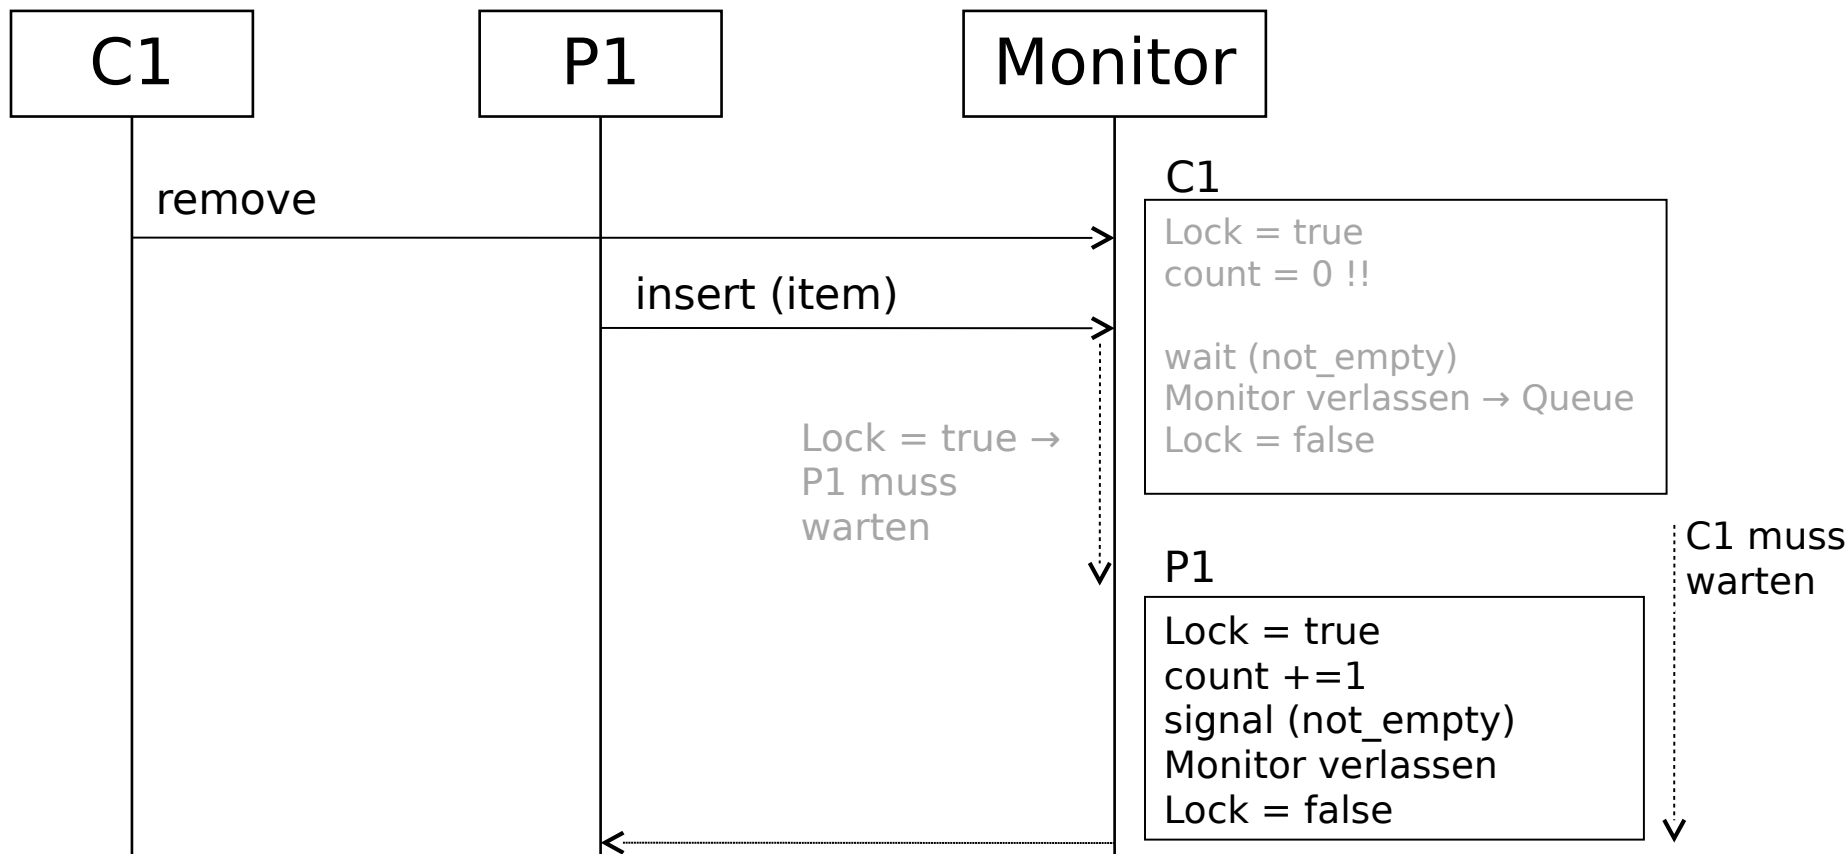 C1
P1
Monitor
remove
insert (item)
Lock = true →
P1 muss
warten
C1
Lock = true
count = 0 !!
wait (not_empty)
Monitor verlassen → Queue
Lock = false
C1 muss
warten
P1
Lock = true
count +=1
signal (not_empty)
Monitor verlassen
Lock = false